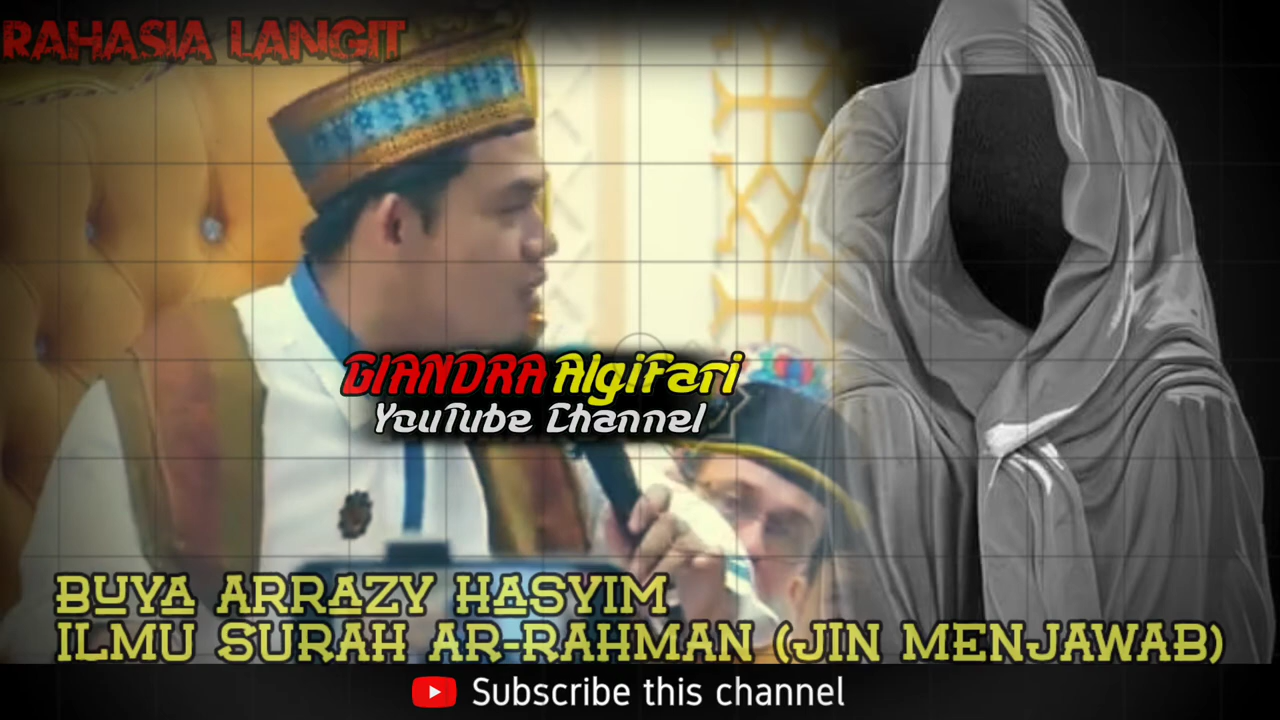 RAHASIA LANGIT
GIANDRA AlgiFari
YouTube Channel
BUYA ARRAZY HASYIM
ILMU SURAH AR-RAHMAN (JIN MENJAWAB)
Subscribe this channel